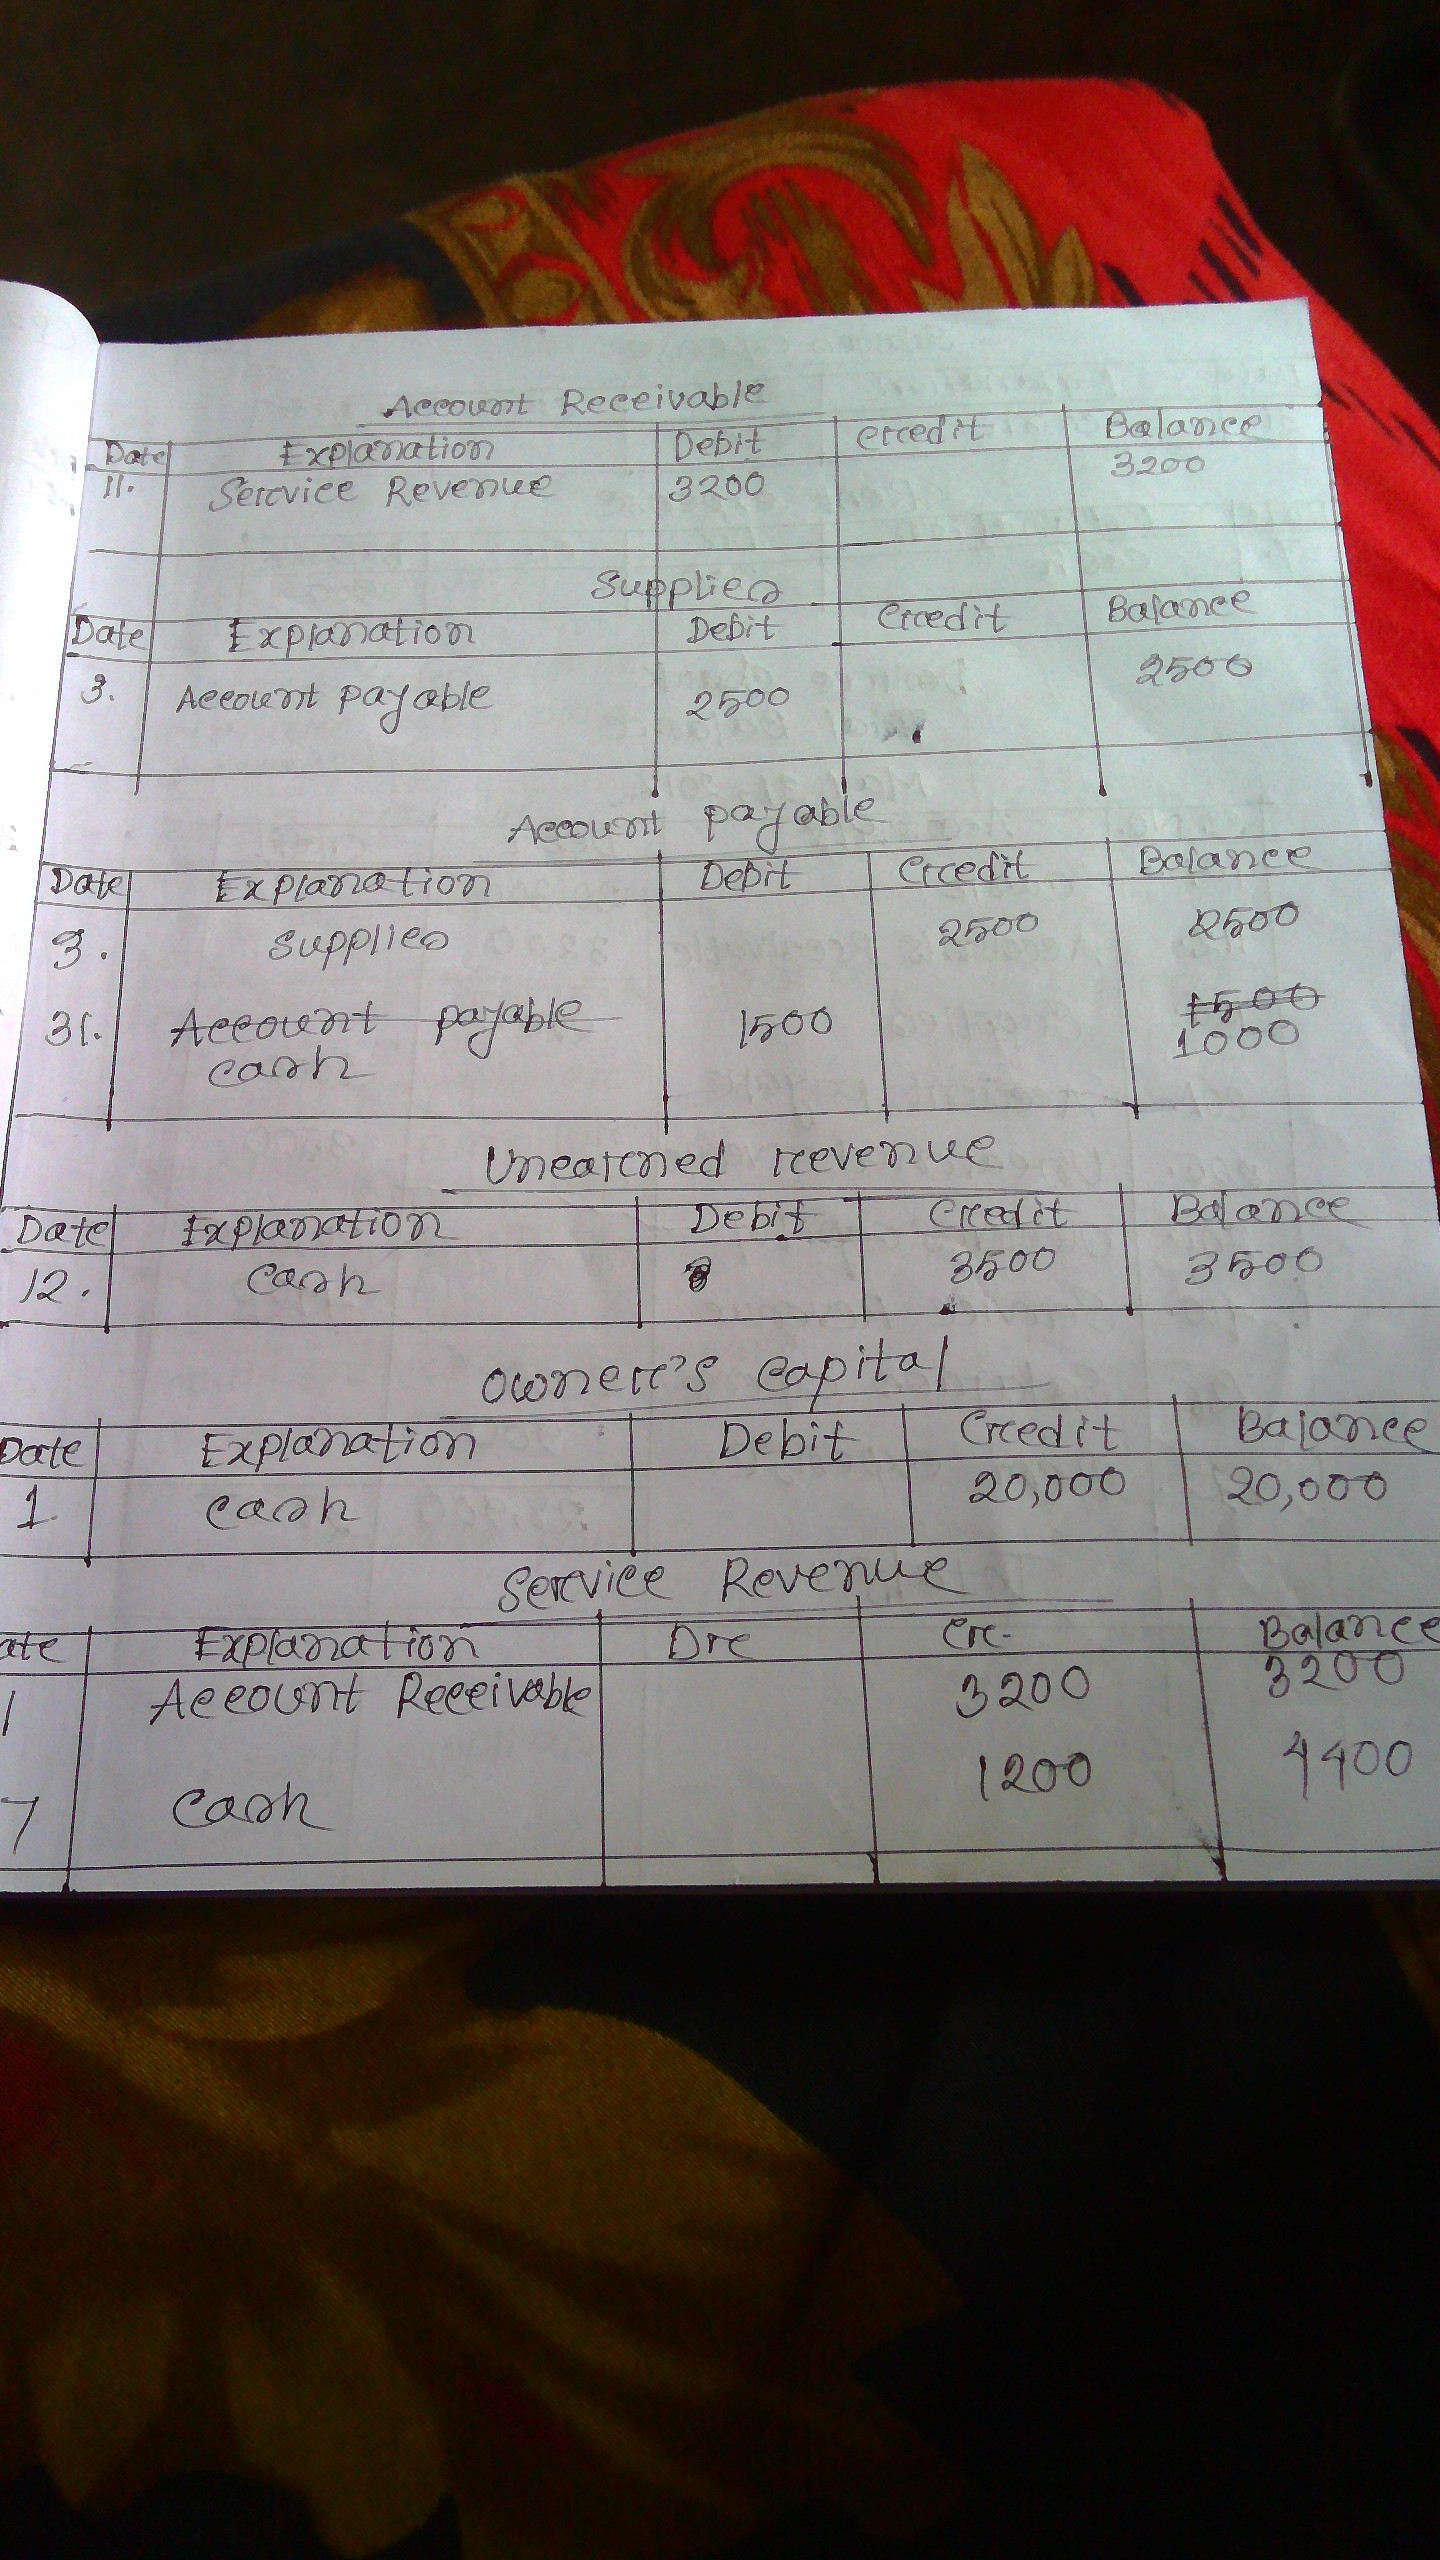 Account Receivable
Date Explanation Debit Credit Balance
11. Service Revenue 3200 3200
Supplies
Date Explanation Debit Credit Balance
3. Account payable 2500 2500
Account payable
Date Explanation Debit Credit Balance
3. Supplies 2500 2500
31. Account payable 1500 1500
cash 1000
Unearned revenue
Date Explanation Debit Credit Balance
12. Cash 3500 3500
Owner's capital
Date Explanation Debit Credit Balance
1. Cash 20,000 20,000
Service Revenue
ate Explanation Dr Cr. Balance
1 Account Receivable 3200 3200
7 Cash 1200 4400